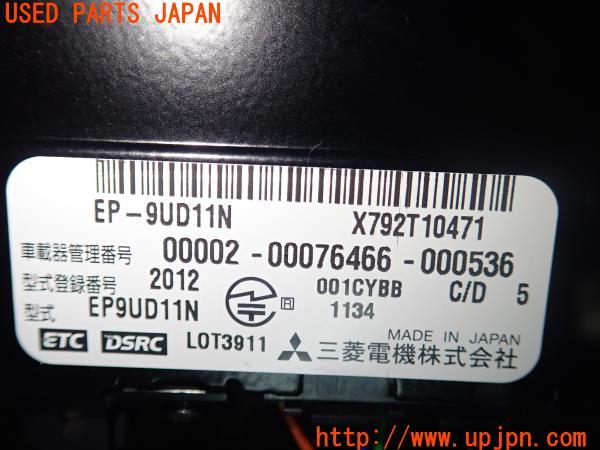 USED PARTS JAPAN
EP-9UD11N X792T10471
車載器管理番号 00002-00076466-000536
型式登録番号 2012 R 001CYBB C/D 5
型式 EP9UD11N 1134
MADE IN JAPAN
ETC DSRC LOT3911 三菱電機株式会社
http://www.upjpn.com